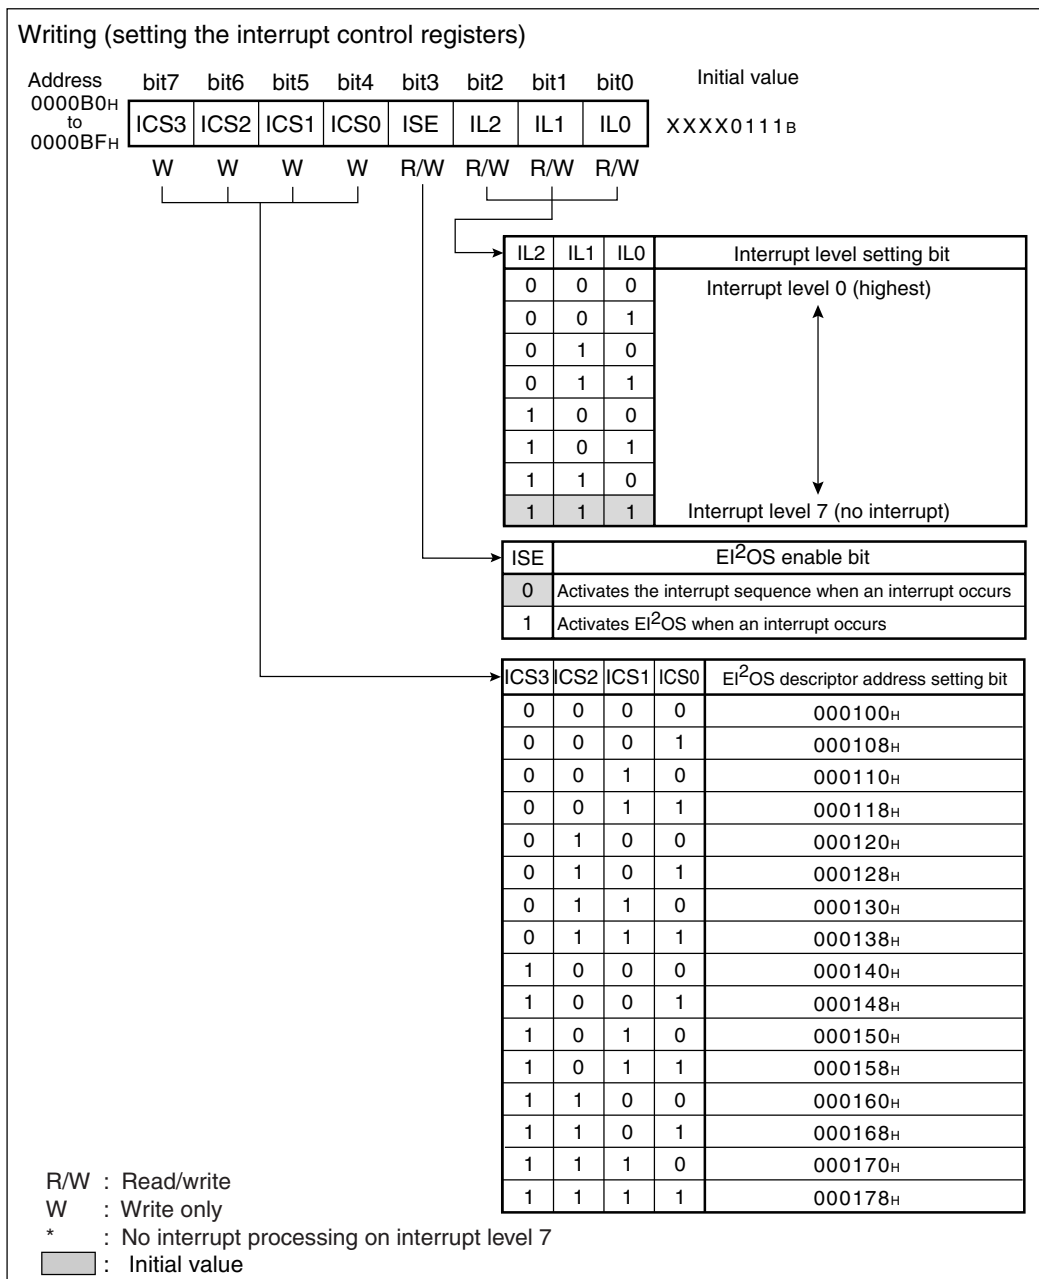 Writing (setting the interrupt control registers)
Address bit7 bit6 bit5 bit4 bit3 bit2 bit1 bit0 Initial value
0000B0H
to
0000BFH
ICS3 ICS2 ICS1 ICS0 ISE IL2 IL1 IL0 XXXX0111B
W W W W R/W R/W R/W R/W
IL2 IL1 IL0 Interrupt level setting bit
0 0 0 Interrupt level 0 (highest)
0 0 1
0 1 0
0 1 1
1 0 0
1 0 1
1 1 0
1 1 1 Interrupt level 7 (no interrupt)
ISE EI2OS enable bit
0 Activates the interrupt sequence when an interrupt occurs
1 Activates EI2OS when an interrupt occurs
ICS3 ICS2 ICS1 ICS0 EI2OS descriptor address setting bit
0 0 0 0 000100H
0 0 0 1 000108H
0 0 1 0 000110H
0 0 1 1 000118H
0 1 0 0 000120H
0 1 0 1 000128H
0 1 1 0 000130H
0 1 1 1 000138H
1 0 0 0 000140H
1 0 0 1 000148H
1 0 1 0 000150H
1 0 1 1 000158H
1 1 0 0 000160H
1 1 0 1 000168H
1 1 1 0 000170H
1 1 1 1 000178H
R/W : Read/write
W : Write only
* : No interrupt processing on interrupt level 7
: Initial value